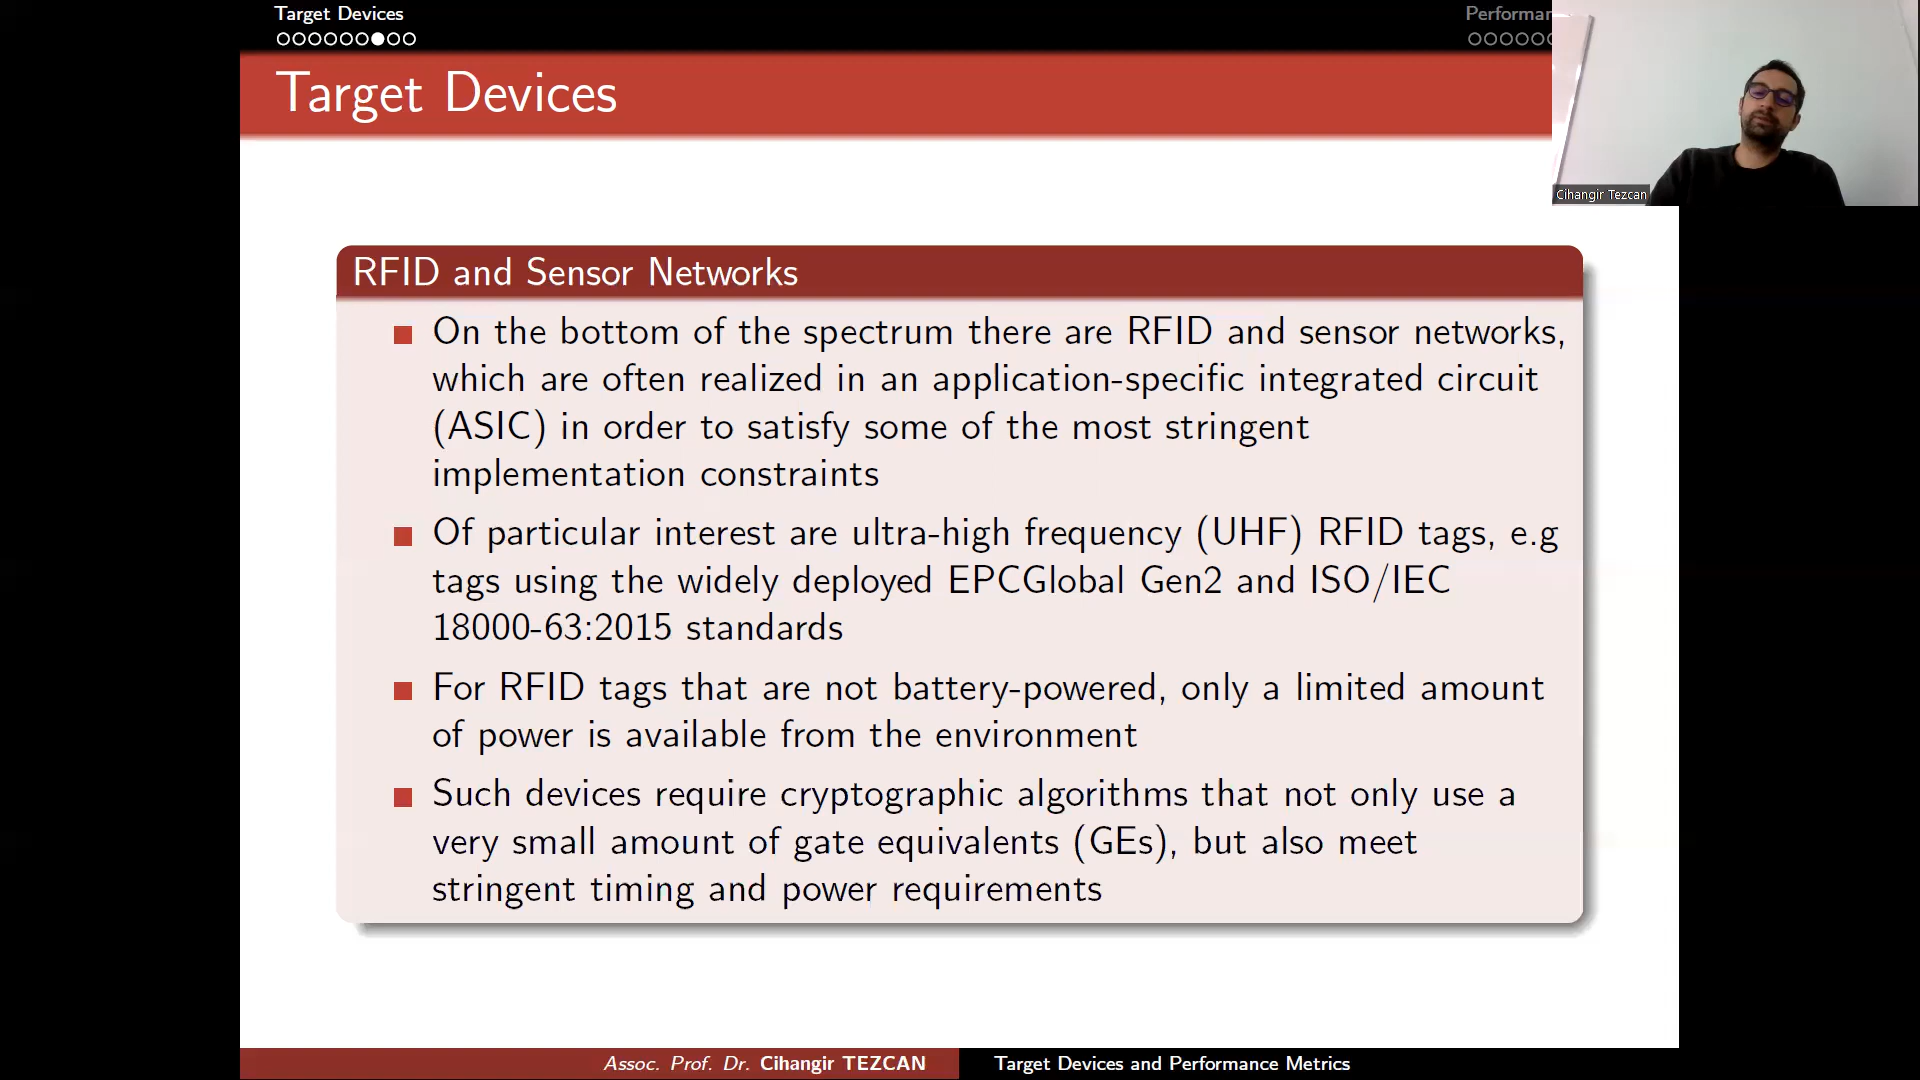 Target Devices
Performan
Target Devices
Cihangir Tezcan
RFID and Sensor Networks
On the bottom of the spectrum there are RFID and sensor networks,
which are often realized in an application-specific integrated circuit
(ASIC) in order to satisfy some of the most stringent
implementation constraints
Of particular interest are ultra-high frequency (UHF) RFID tags, e.g
tags using the widely deployed EPCGlobal Gen2 and ISO/IEC
18000-63:2015 standards
For RFID tags that are not battery-powered, only a limited amount
of power is available from the environment
Such devices require cryptographic algorithms that not only use a
very small amount of gate equivalents (GEs), but also meet
stringent timing and power requirements
Assoc. Prof. Dr. Cihangir TEZCAN
Target Devices and Performance Metrics